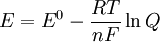 E = E^0 - \frac{RT}{nF} \ln Q